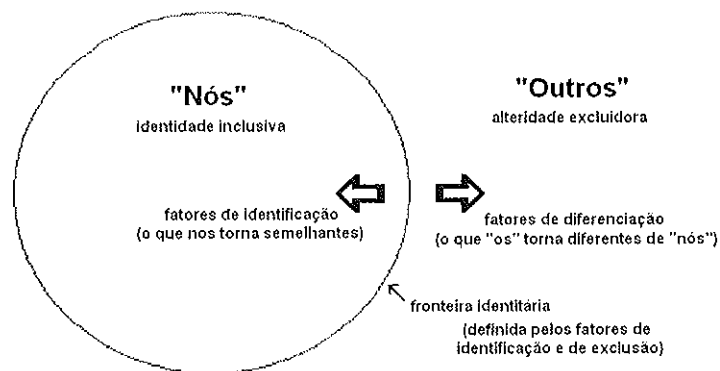 "Nós"
identidade inclusiva
"Outros"
alteridade excluidora
fatores de identificação
(o que nos torna semelhantes)
fatores de diferenciação
(o que "os" torna diferentes de "nós")
fronteira identitária
(definida pelos fatores de
identificação e de exclusão)